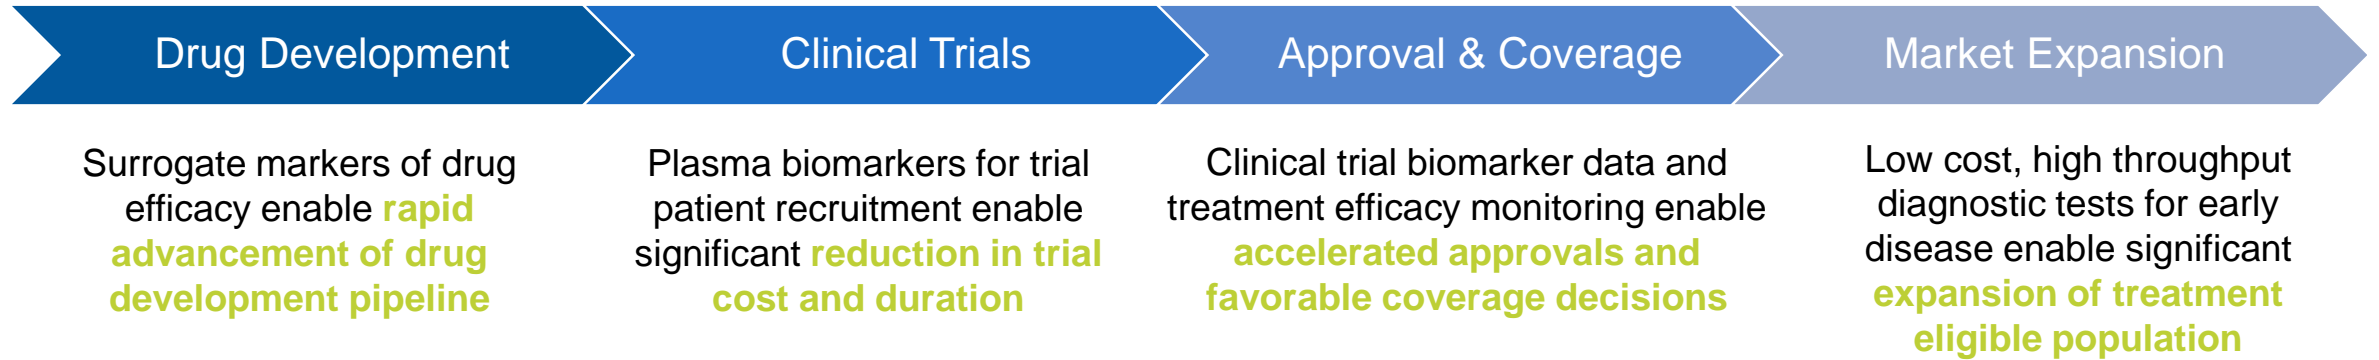 Drug Development
Clinical Trials
Approval & Coverage
Market Expansion
Surrogate markers of drug
efficacy enable rapid
advancement of drug
development pipeline
Plasma biomarkers for trial
patient recruitment enable
significant reduction in trial
cost and duration
Clinical trial biomarker data and
treatment efficacy monitoring enable
accelerated approvals and
favorable coverage decisions
Low cost, high throughput
diagnostic tests for early
disease enable significant
expansion of treatment
eligible population